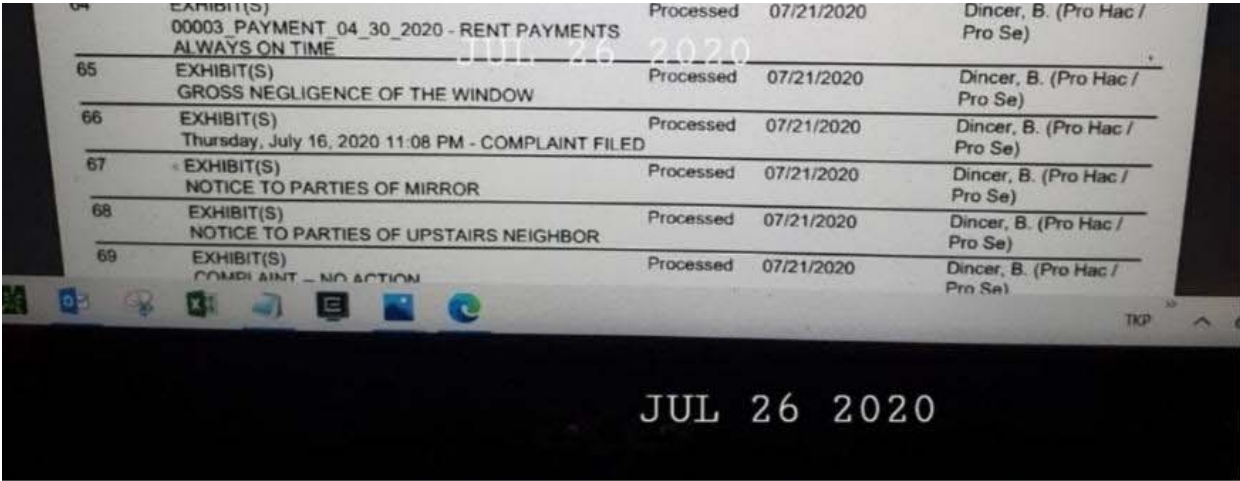 64 EXHIBIT(S) Processed 07/21/2020 Dincer, B. (Pro Hac /
00003_PAYMENT_04_30_2020 - RENT PAYMENTS Pro Se)
ALWAYS ON TIME
JUL 26 2020
65 EXHIBIT(S) Processed 07/21/2020 Dincer, B. (Pro Hac /
GROSS NEGLIGENCE OF THE WINDOW Pro Se)
66 EXHIBIT(S) Processed 07/21/2020 Dincer, B. (Pro Hac /
Thursday, July 16, 2020 11:08 PM - COMPLAINT FILED Pro Se)
67 EXHIBIT(S) Processed 07/21/2020 Dincer, B. (Pro Hac /
NOTICE TO PARTIES OF MIRROR Pro Se)
68 EXHIBIT(S) Processed 07/21/2020 Dincer, B. (Pro Hac /
NOTICE TO PARTIES OF UPSTAIRS NEIGHBOR Pro Se)
69 EXHIBIT(S) Processed 07/21/2020 Dincer, B. (Pro Hac /
COMPLAINT – NO ACTION Pro Se)
TKP
JUL 26 2020